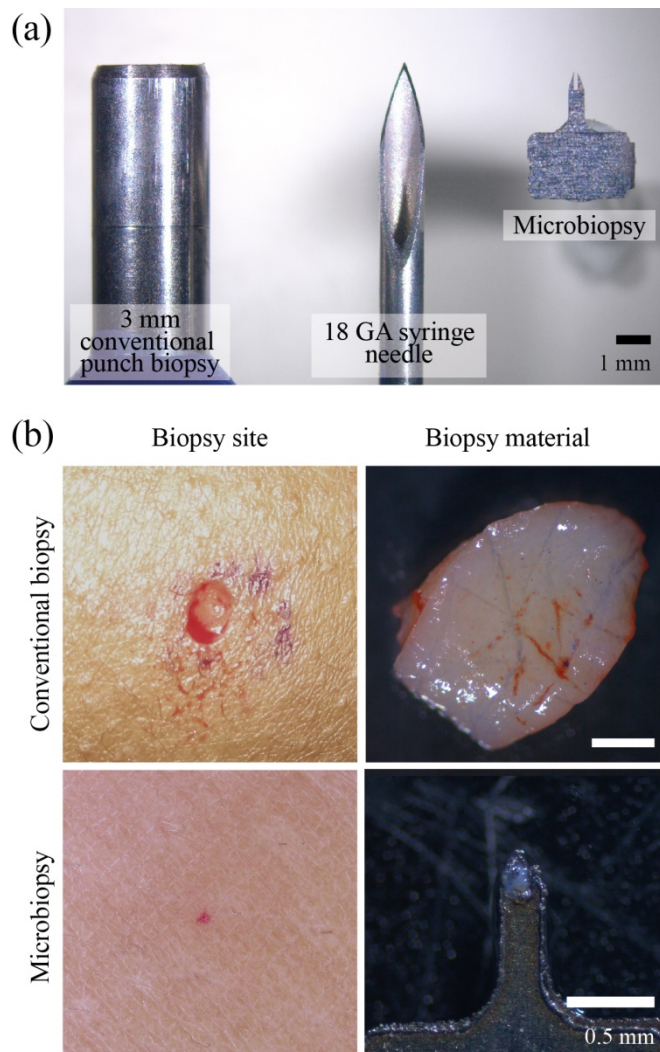 (a)
3 mm
conventional
punch biopsy
18 GA syringe
needle
Microbiopsy
1 mm
(b)
Biopsy site
Biopsy material
Conventional biopsy
Microbiopsy
0.5 mm